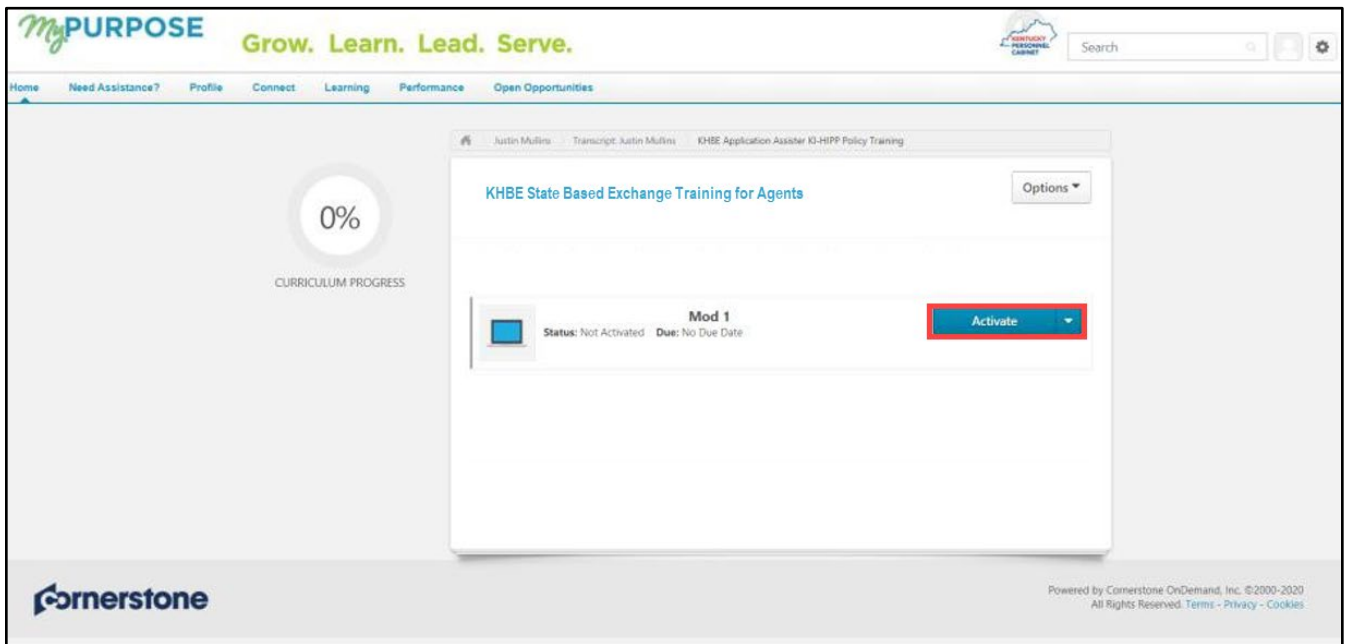 MyPURPOSE
Grow. Learn. Lead. Serve.
KENTUCKY
PERSONNEL
CABINET
Search
Home Need Assistance? Profile Connect Learning Performance Open Opportunities
Justin Mullins Transcript: Justin Mullins KHBE Application Assister KI-HIPP Policy Training
KHBE State Based Exchange Training for Agents
Options
0%
CURRICULUM PROGRESS
Mod 1
Status: Not Activated Due: No Due Date
Activate
Cornerstone
Powered by Cornerstone OnDemand, Inc. ©2000-2020
All Rights Reserved. Terms - Privacy - Cookies